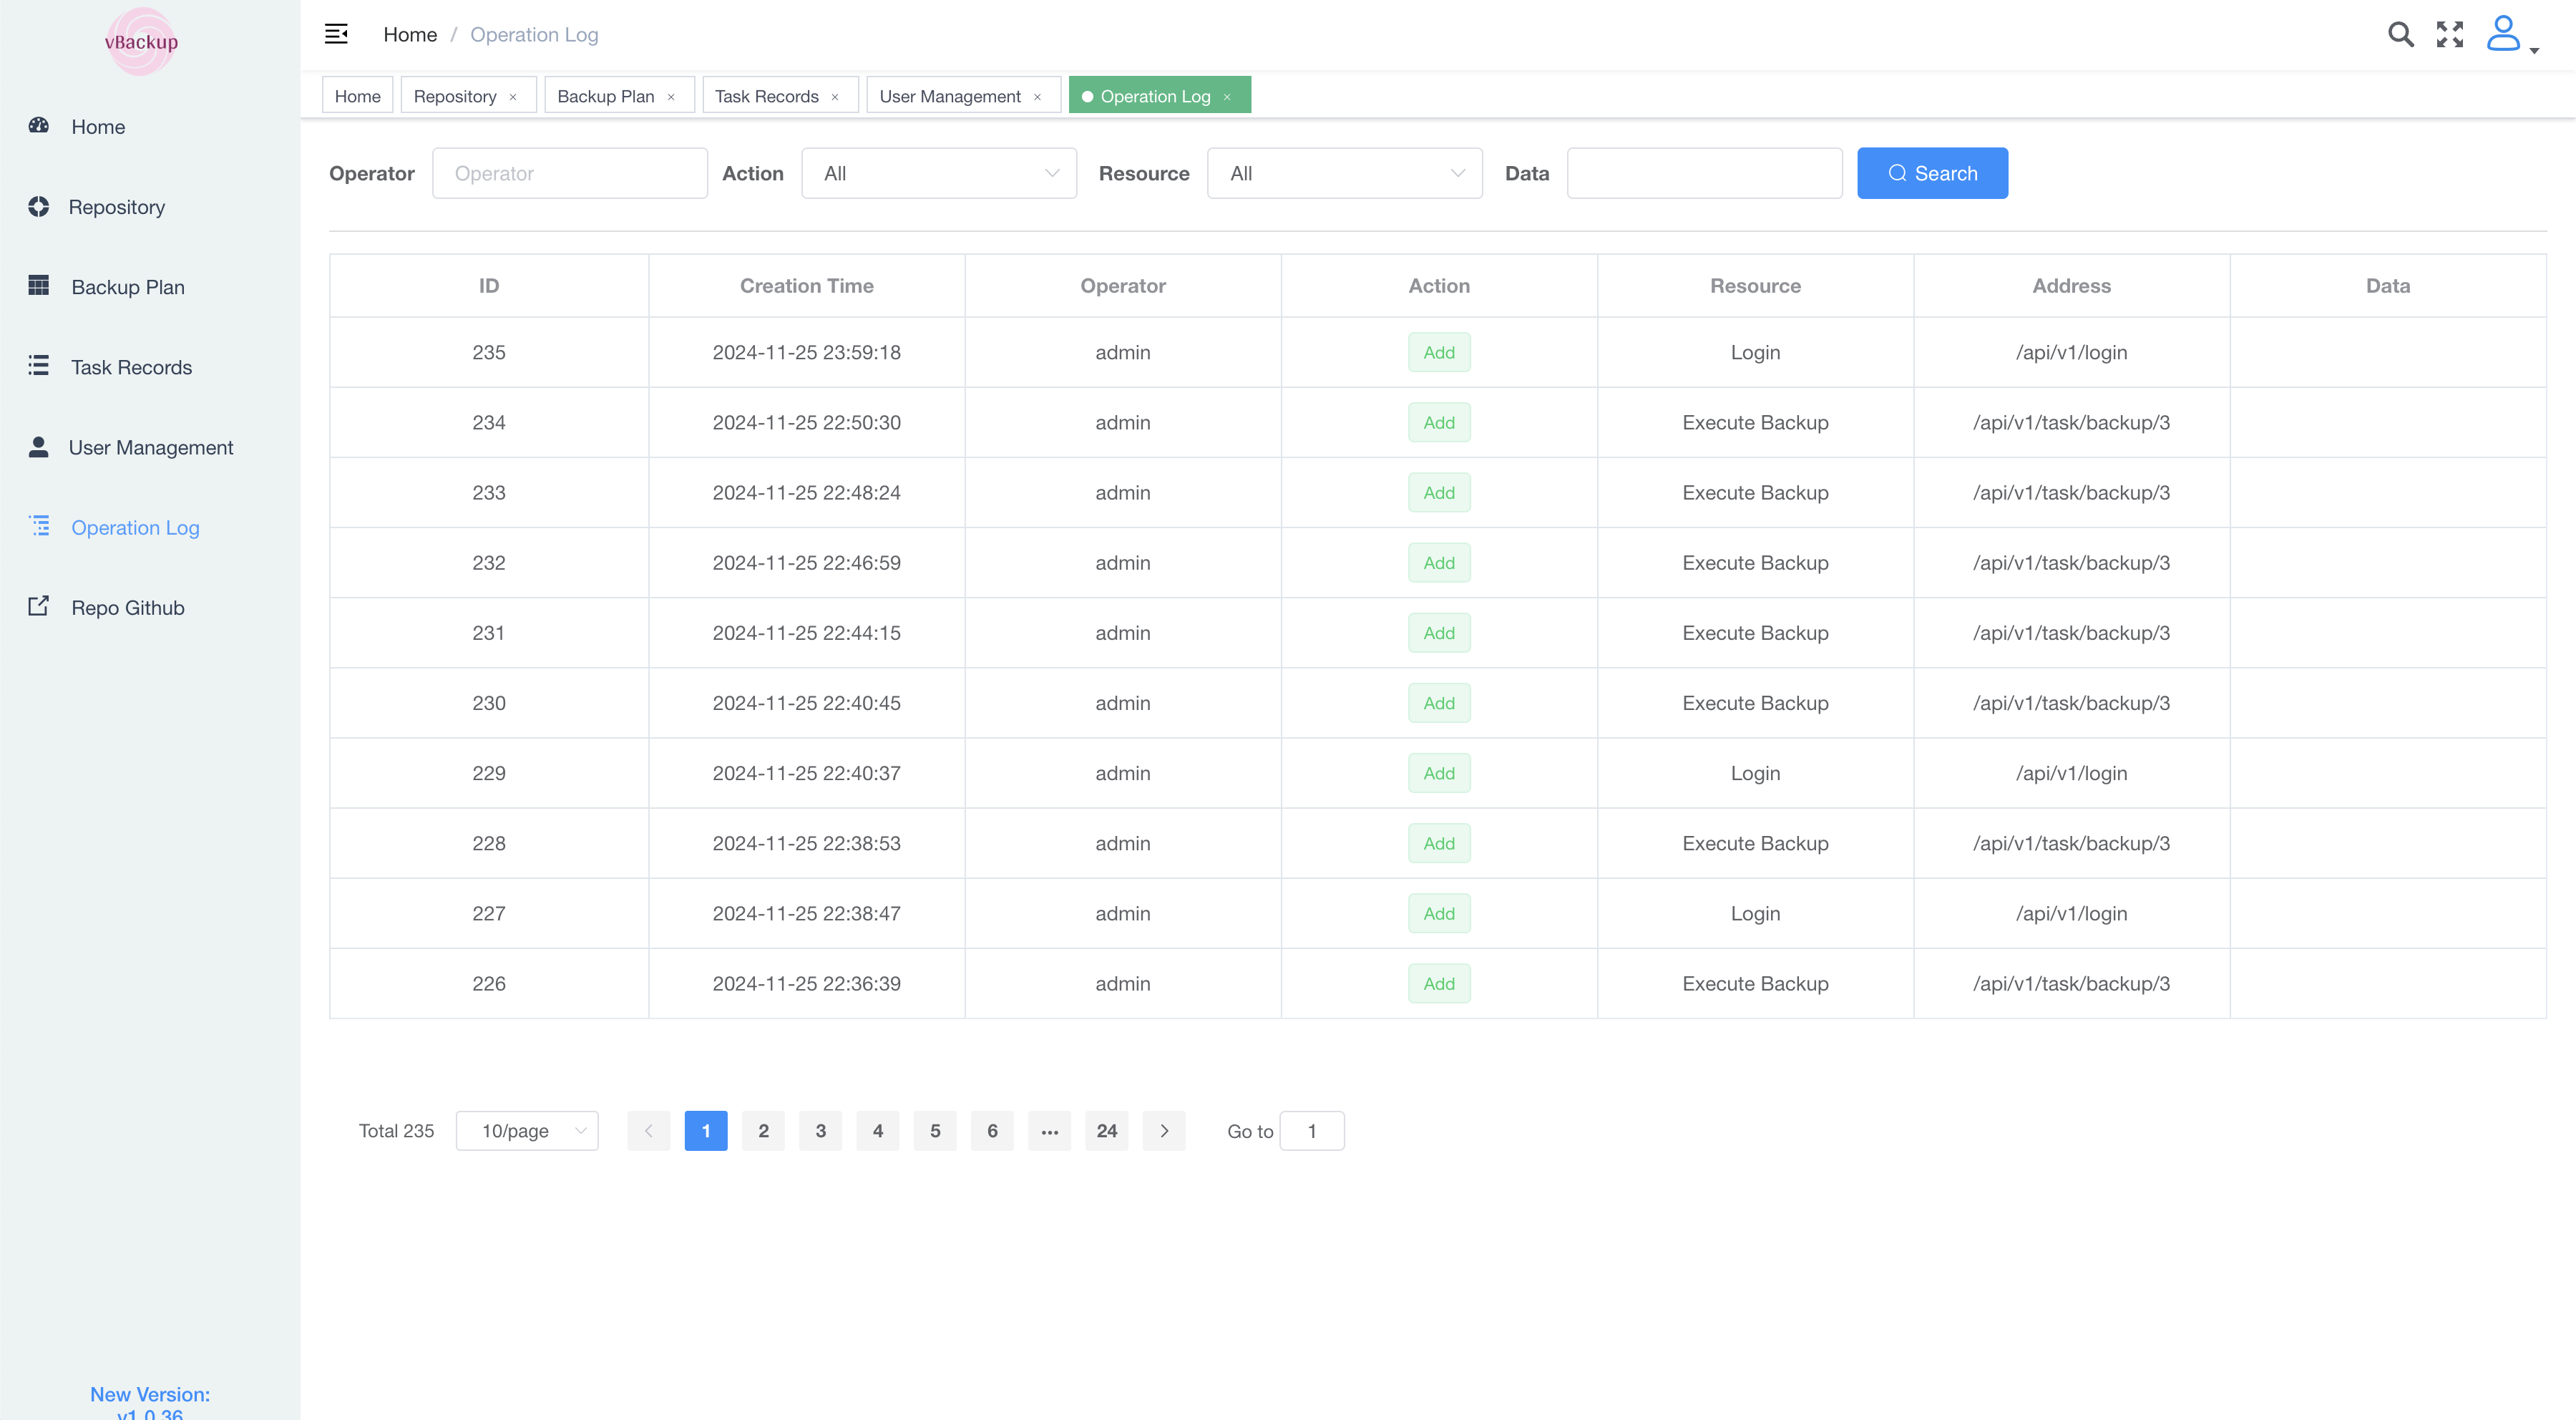 vBackup
Home
Repository
Backup Plan
Task Records
User Management
Operation Log
Repo Github
New Version:
v1.0.36
Home / Operation Log
Home Repository × Backup Plan × Task Records × User Management × Operation Log ×
Operator Operator Action All Resource All Data Search
ID Creation Time Operator Action Resource Address Data
235 2024-11-25 23:59:18 admin Add Login /api/v1/login
234 2024-11-25 22:50:30 admin Add Execute Backup /api/v1/task/backup/3
233 2024-11-25 22:48:24 admin Add Execute Backup /api/v1/task/backup/3
232 2024-11-25 22:46:59 admin Add Execute Backup /api/v1/task/backup/3
231 2024-11-25 22:44:15 admin Add Execute Backup /api/v1/task/backup/3
230 2024-11-25 22:40:45 admin Add Execute Backup /api/v1/task/backup/3
229 2024-11-25 22:40:37 admin Add Login /api/v1/login
228 2024-11-25 22:38:53 admin Add Execute Backup /api/v1/task/backup/3
227 2024-11-25 22:38:47 admin Add Login /api/v1/login
226 2024-11-25 22:36:39 admin Add Execute Backup /api/v1/task/backup/3
Total 235 10/page 1 2 3 4 5 6 ... 24 Go to 1